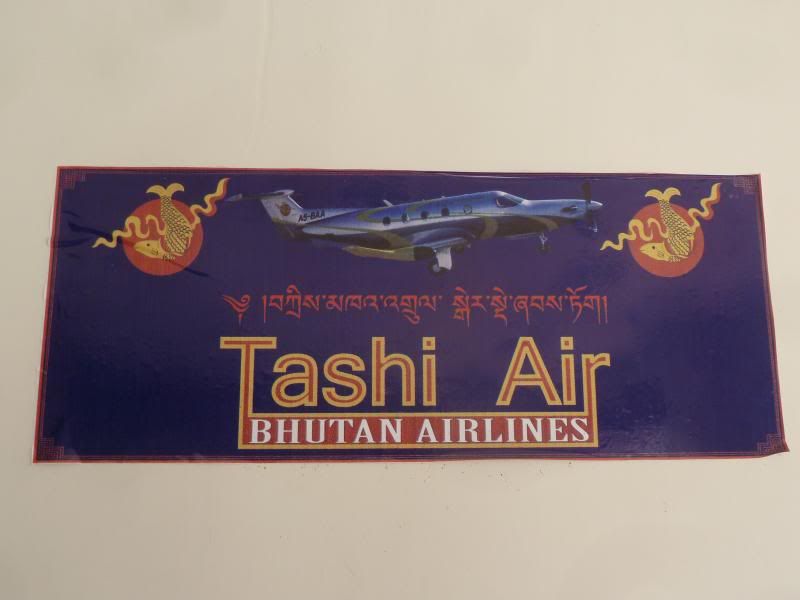 A5-BAA
༄ །བཀྲིས་མཁའ་འགྲུལ་ སྒེར་སྡེ་ཞབས་ཏོག།
Tashi Air
BHUTAN AIRLINES